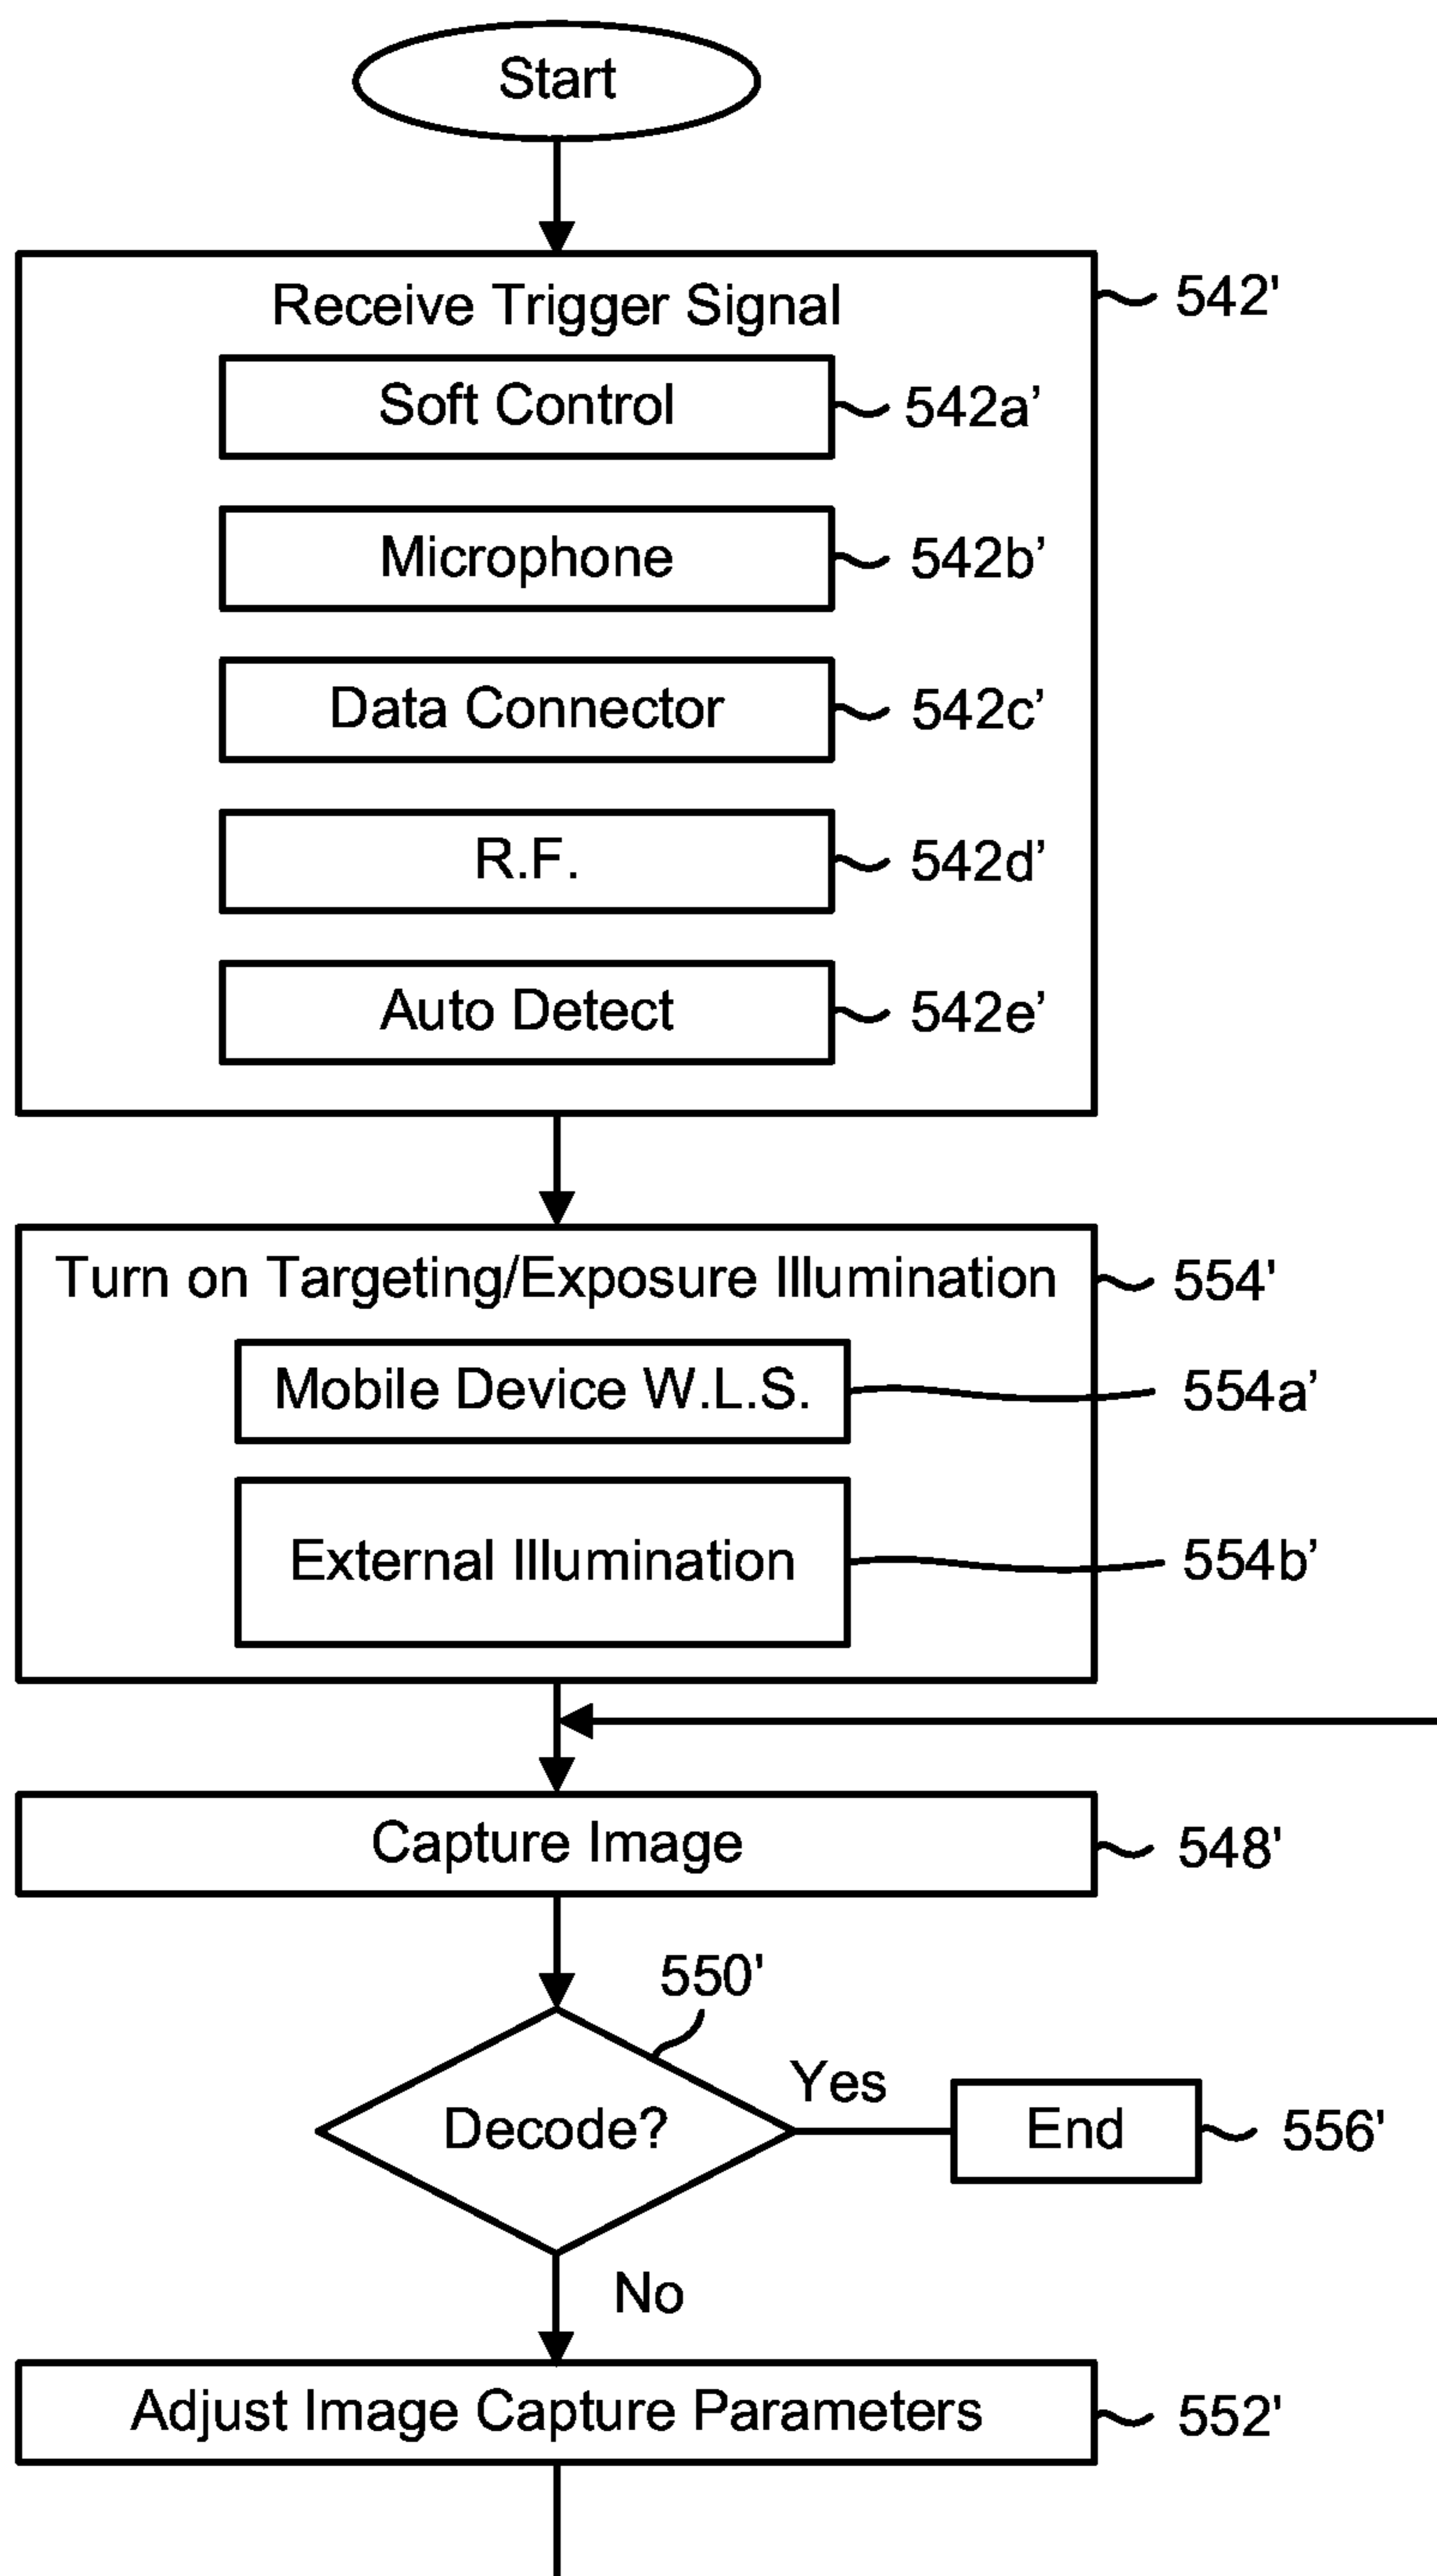 Start
Receive Trigger Signal
542'
Soft Control
542a’
Microphone
542b’
Data Connector
542c’
R.F.
542d’
Auto Detect
542e’
Turn on Targeting/Exposure Illumination
554'
Mobile Device W.L.S.
554a’
External Illumination
554b’
Capture Image
548'
550'
Decode?
Yes
End
556'
No
Adjust Image Capture Parameters
552'